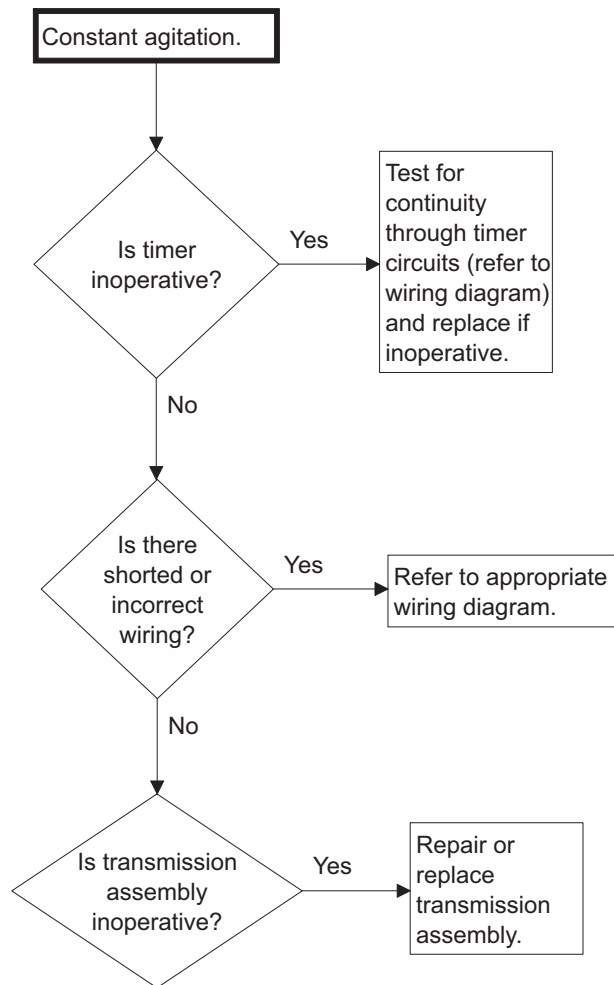 Constant agitation.
Is timer
inoperative?
Yes
Test for
continuity
through timer
circuits (refer to
wiring diagram)
and replace if
inoperative.
No
Is there
shorted or
incorrect
wiring?
Yes
Refer to appropriate
wiring diagram.
No
Is transmission
assembly
inoperative?
Yes
Repair or
replace
transmission
assembly.